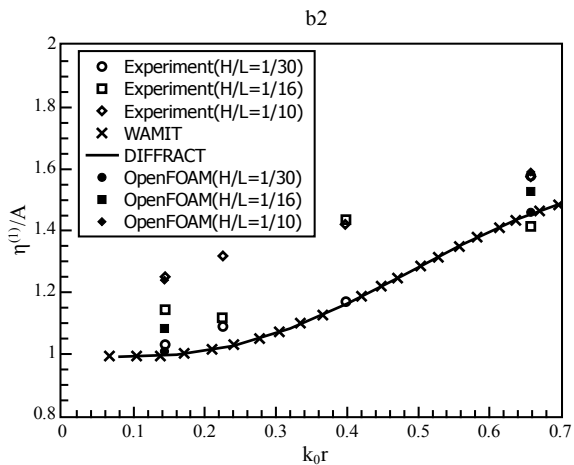 b2
2
1.8
1.6
1.4
1.2
1
0.8
η(1)/A
Experiment(H/L=1/30)
Experiment(H/L=1/16)
Experiment(H/L=1/10)
WAMIT
DIFFRACT
OpenFOAM(H/L=1/30)
OpenFOAM(H/L=1/16)
OpenFOAM(H/L=1/10)
0 0.1 0.2 0.3 0.4 0.5 0.6 0.7
k₀r